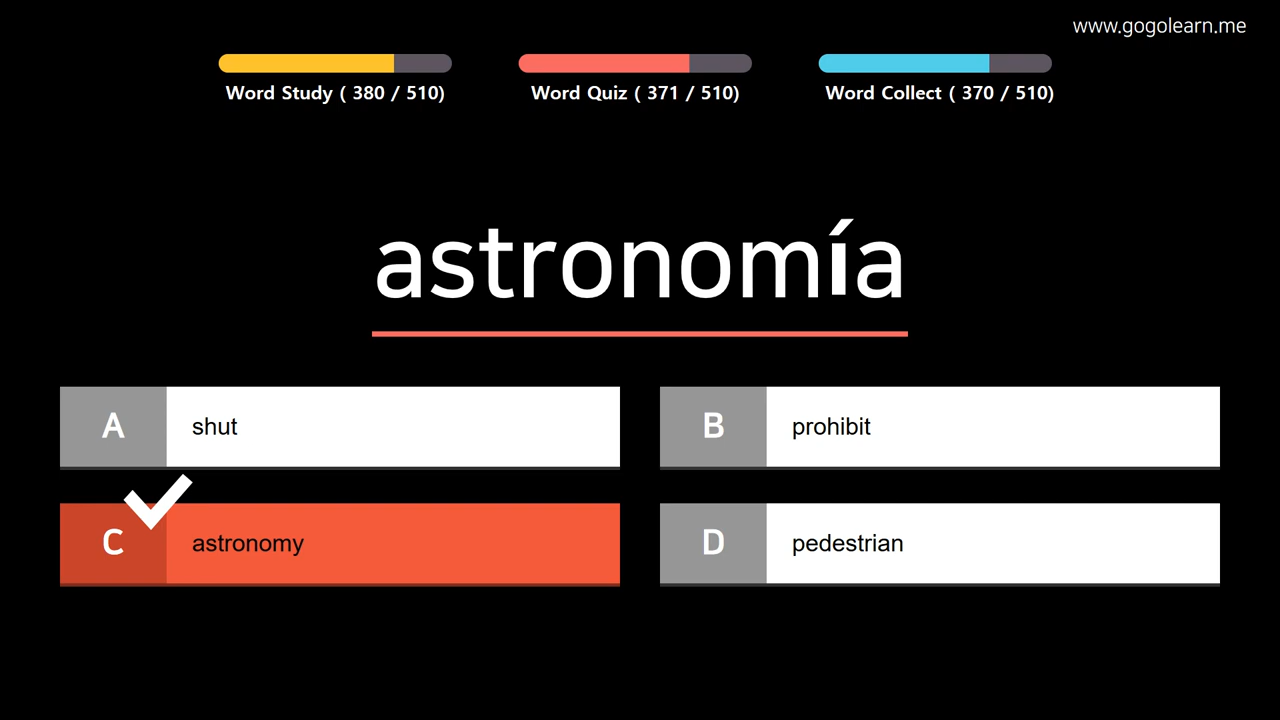 www.gogolearn.me
Word Study ( 380 / 510)
Word Quiz ( 371 / 510)
Word Collect ( 370 / 510)
astronomía
A shut
B prohibit
C astronomy
D pedestrian